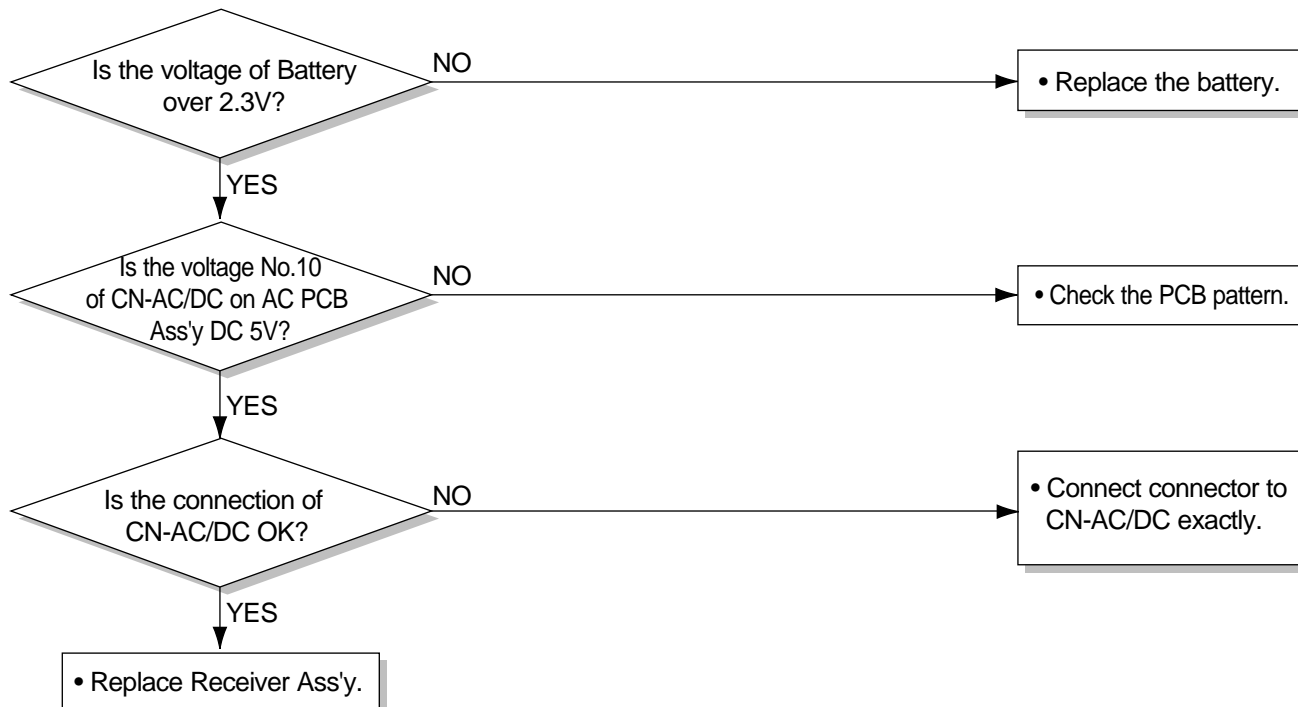 Is the voltage of Battery
over 2.3V?
NO
• Replace the battery.
YES
Is the voltage No.10
of CN-AC/DC on AC PCB
Ass'y DC 5V?
NO
• Check the PCB pattern.
YES
Is the connection of
CN-AC/DC OK?
NO
• Connect connector to
CN-AC/DC exactly.
YES
• Replace Receiver Ass'y.